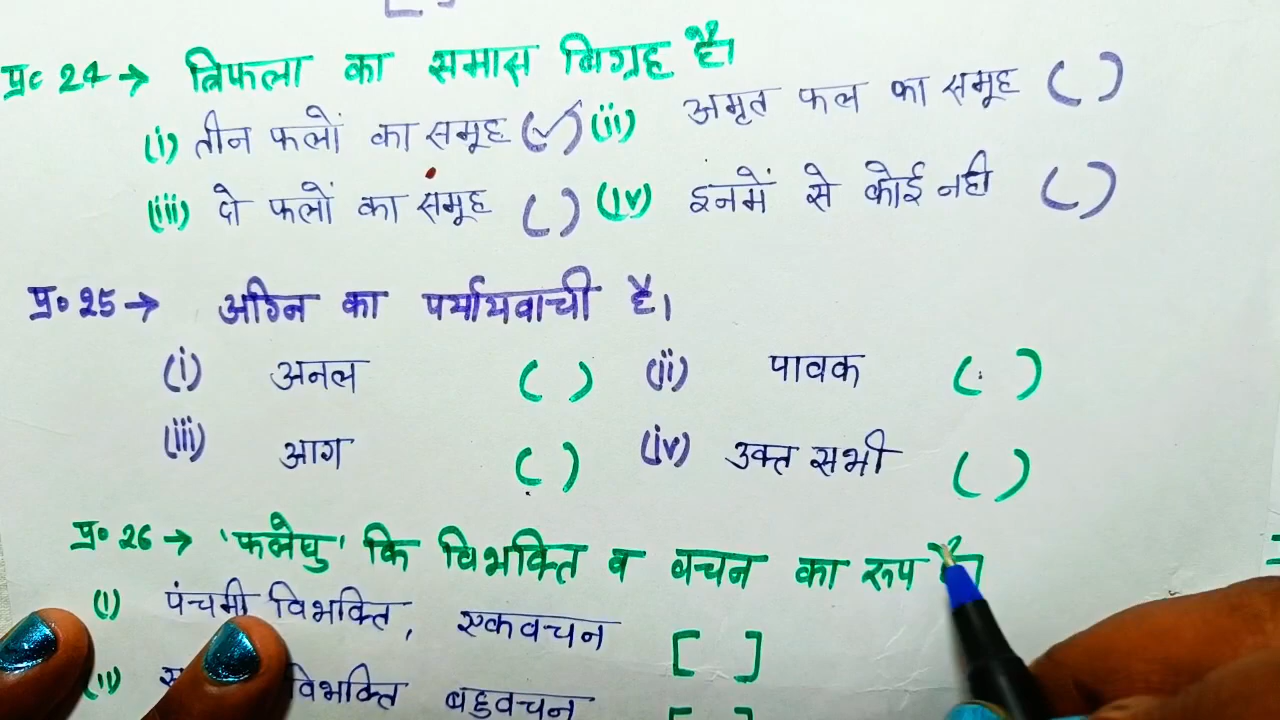 प्र० 24 → त्रिफला का समास विग्रह है।
(i) तीन फलों का समूह (✓) (ii) अमृत फल का समूह ( )
(iii) दो फलों का संमूह ( ) (iv) इनमें से कोई नही ( )
प्र० 25 → अग्नि का पर्यायवाची है।
(i) अनल ( ) (ii) पावक ( )
(iii) आग ( ) (iv) उक्त सभी ( )
प्र० 26 → 'फलेषु' कि विभक्ति व वचन का रूप है।
(i) पंचमी विभक्ति, एकवचन [ ]
(ii) विभक्ति बहुवचन [ ]